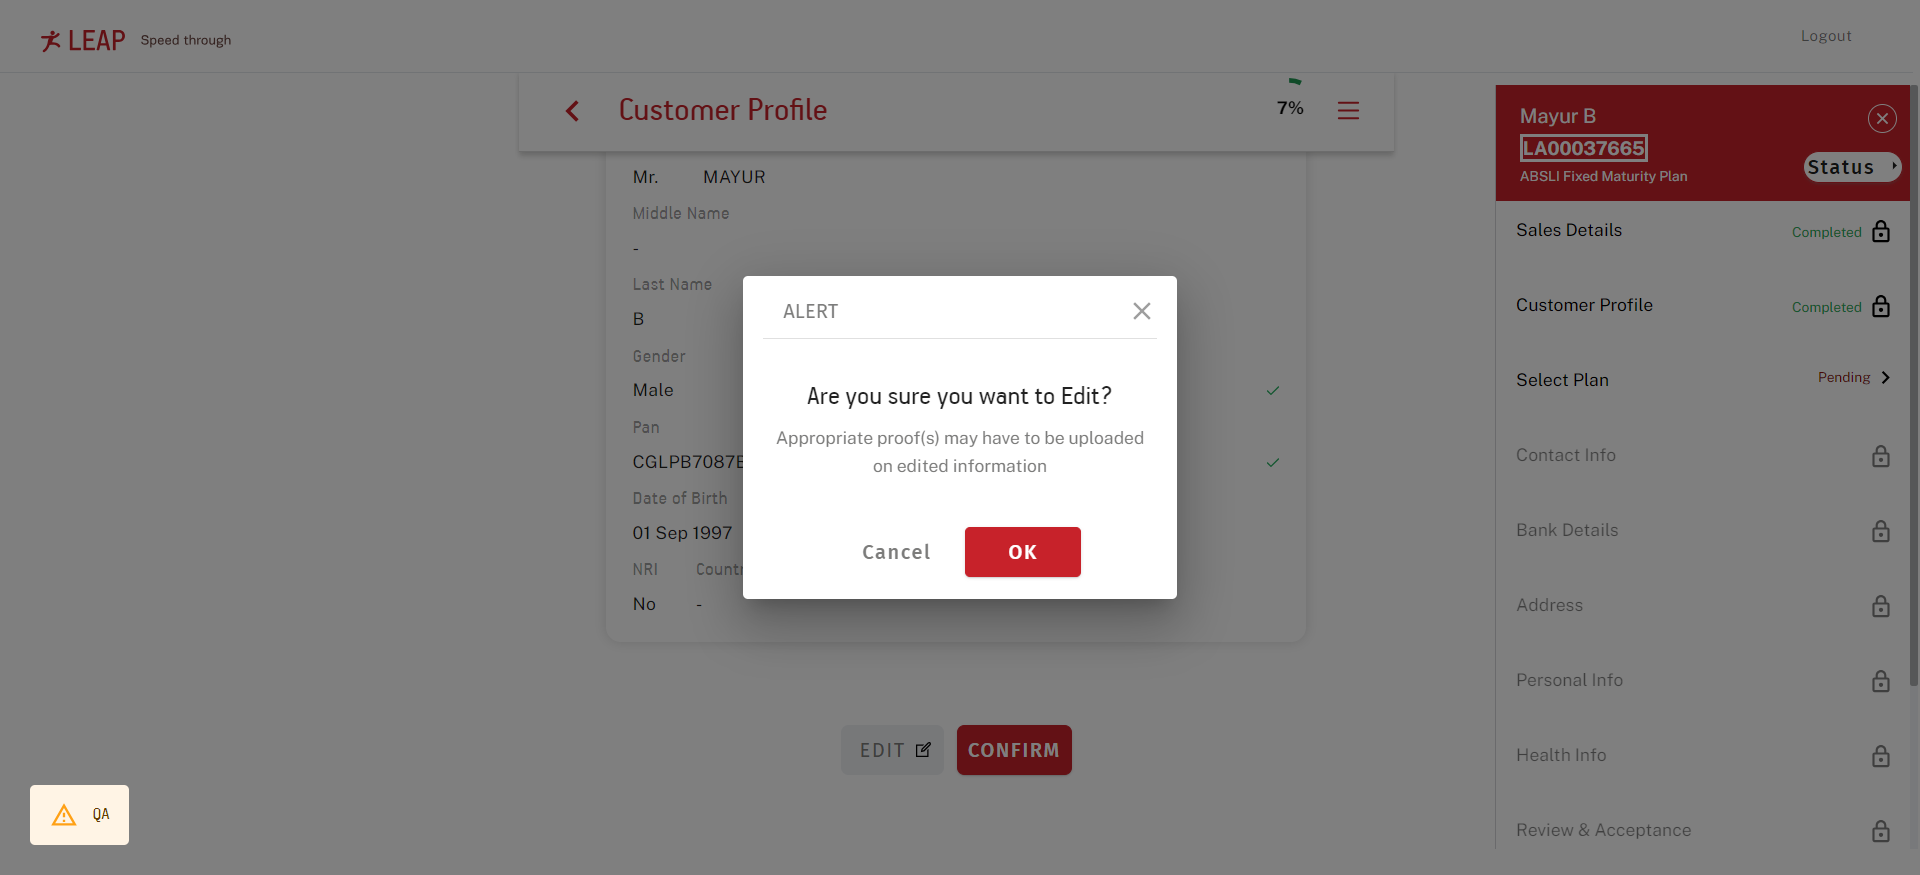 LEAP Speed through
Logout
Customer Profile
7%
Mr. MAYUR
Middle Name
-
Last Name
B
Gender
Male
Pan
Date of Birth
01 Sep 1997
NRI
No -
ALERT
Are you sure you want to Edit?
Appropriate proof(s) may have to be uploaded
on edited information
Cancel OK
EDIT CONFIRM
QA
Mayur B
LA00037665
ABSLI Fixed Maturity Plan
Status
Sales Details Completed
Customer Profile Completed
Select Plan Pending
Contact Info
Bank Details
Address
Personal Info
Health Info
Review & Acceptance